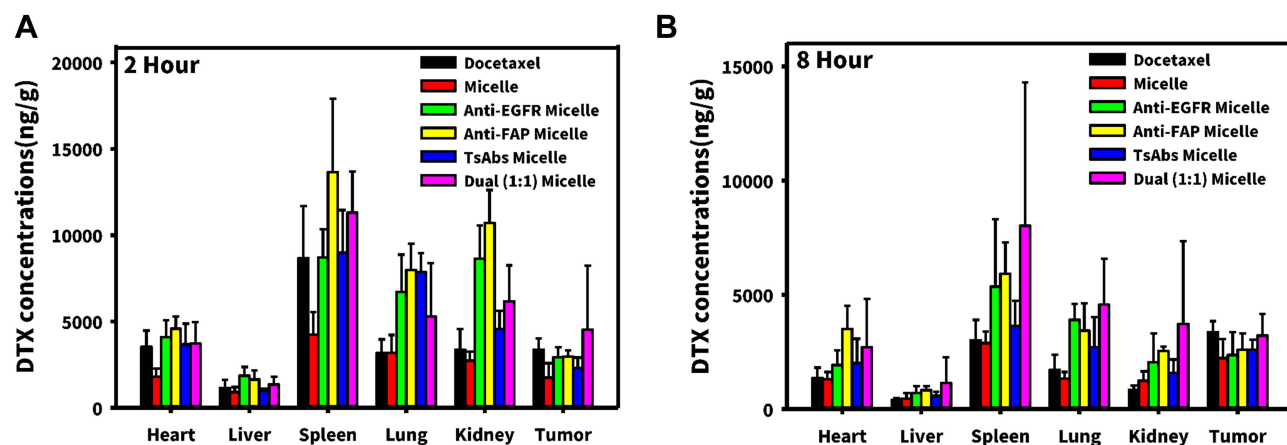 A
DTX concentrations(ng/g)
20000
15000
10000
5000
0
2 Hour
Docetaxel
Micelle
Anti-EGFR Micelle
Anti-FAP Micelle
TsAbs Micelle
Dual (1:1) Micelle
Heart Liver Spleen Lung Kidney Tumor
B
DTX concentrations(ng/g)
15000
10000
5000
0
8 Hour
Docetaxel
Micelle
Anti-EGFR Micelle
Anti-FAP Micelle
TsAbs Micelle
Dual (1:1) Micelle
Heart Liver Spleen Lung Kidney Tumor